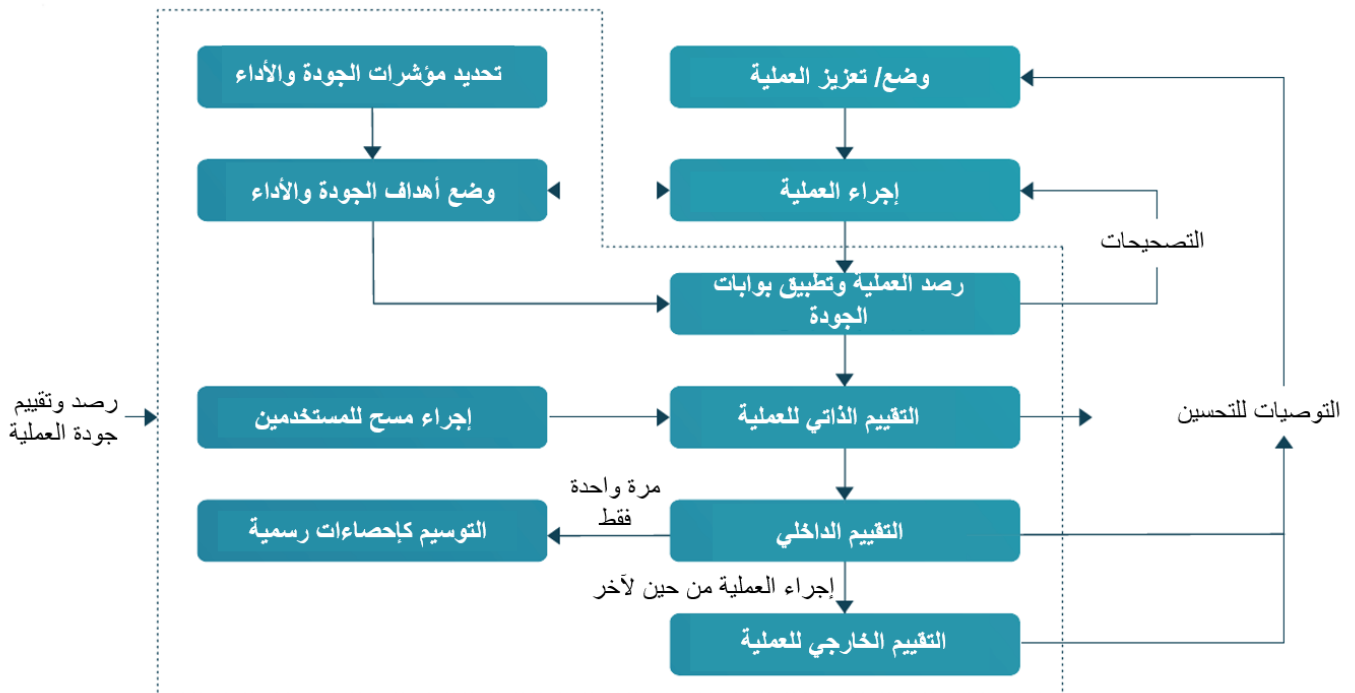 وضع/ تعزيز العملية
تحديد مؤشرات الجودة والأداء
إجراء العملية
وضع أهداف الجودة والأداء
التصحيحات
رصد العملية وتطبيق بوابات
الجودة
التوصيات للتحسين
التقييم الذاتي للعملية
إجراء مسح للمستخدمين
رصد وتقييم
جودة العملية
مرة واحدة
فقط
التقييم الداخلي
التوسيم كإحصاءات رسمية
إجراء العملية من حين لآخر
التقييم الخارجي للعملية